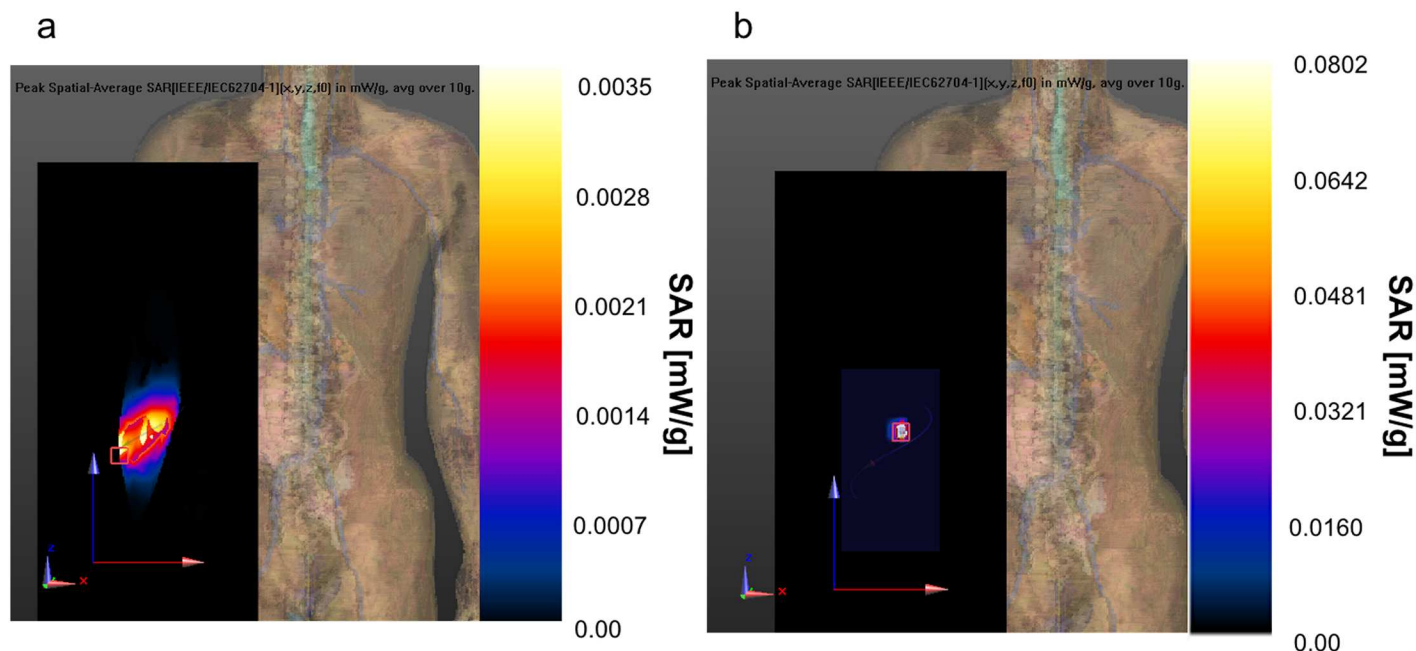 a
b
Peak Spatial-Average SAR[IEEE/IEC62704-1](x,y,z,f0) in mW/g, avg over 10g.
0.0035
0.0028
0.0021
0.0014
0.0007
0.00
SAR [mW/g]
z
x
Peak Spatial-Average SAR[IEEE/IEC62704-1](x,y,z,f0) in mW/g, avg over 10g.
0.0802
0.0642
0.0481
0.0321
0.0160
0.00
SAR [mW/g]
z
x